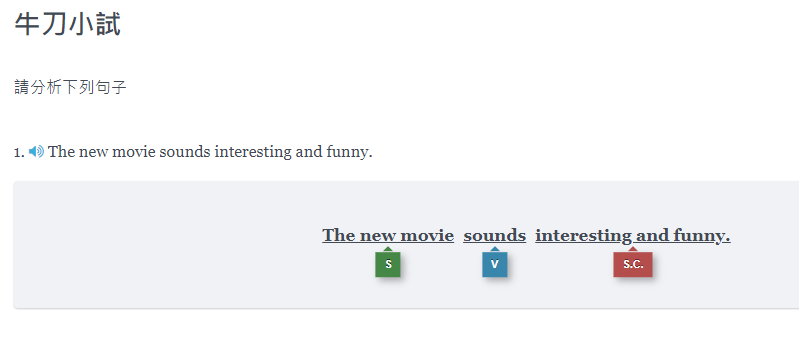 牛刀小試
請分析下列句子
1. The new movie sounds interesting and funny.
The new movie sounds interesting and funny.
S V S.C.